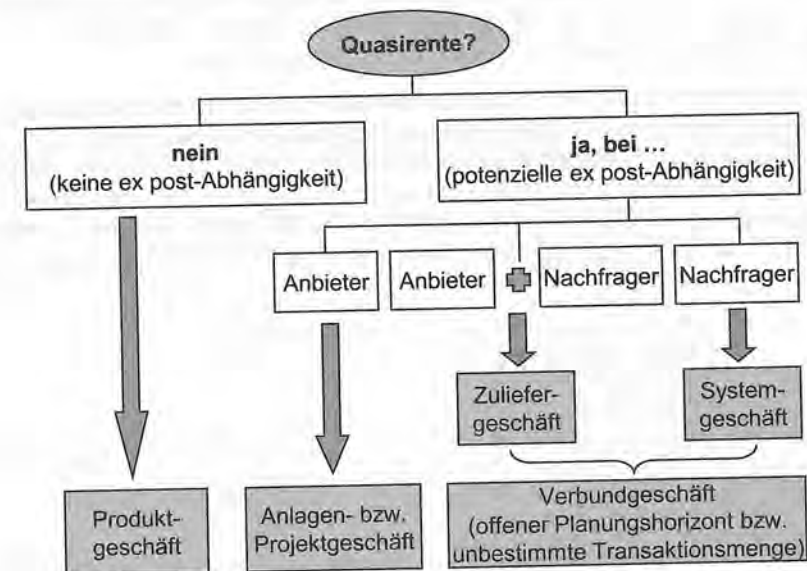 Quasirente?
nein
(keine ex post-Abhängigkeit)
ja, bei ...
(potenzielle ex post-Abhängigkeit)
Anbieter
Anbieter
Nachfrager
Nachfrager
Zuliefer-
geschäft
System-
geschäft
Produkt-
geschäft
Anlagen- bzw.
Projektgeschäft
Verbundgeschäft
(offener Planungshorizont bzw.
unbestimmte Transaktionsmenge)